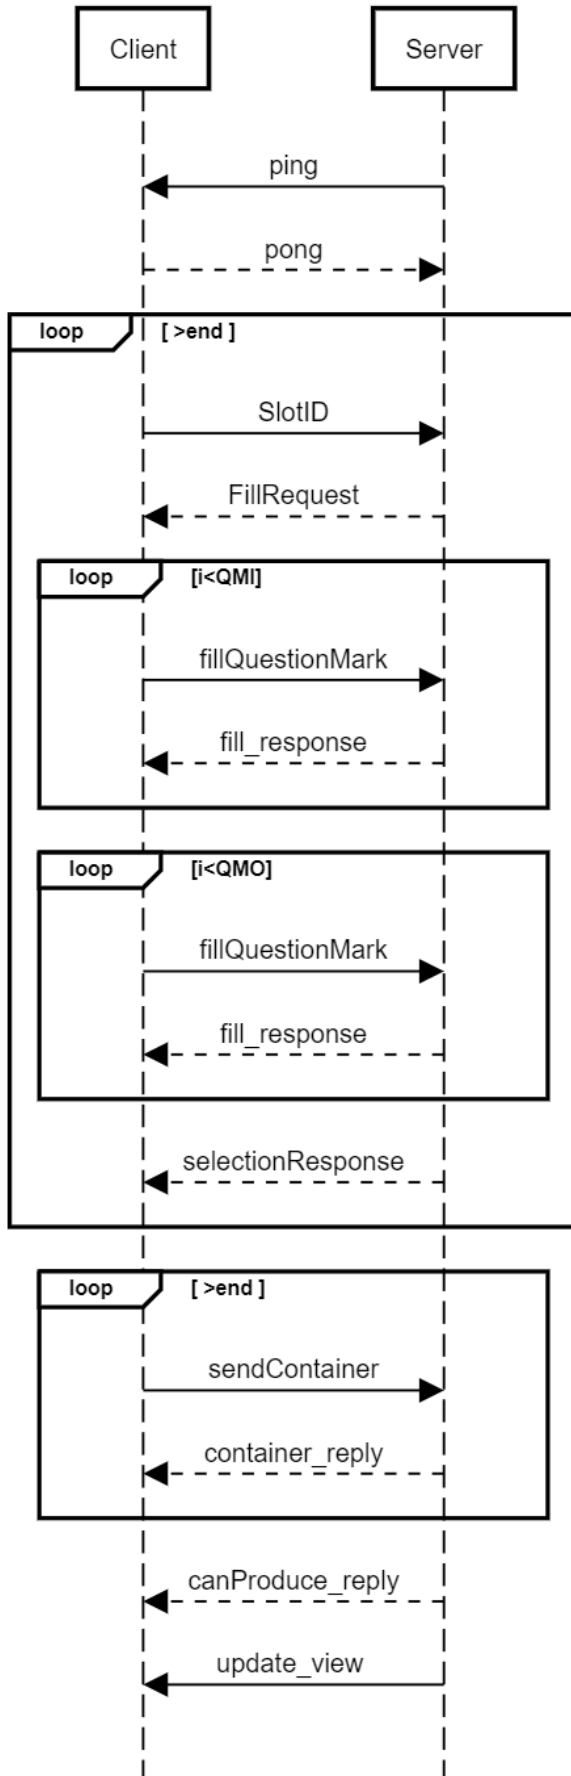 Client
Server
ping
pong
loop [ >end ]
SlotID
FillRequest
loop [i<QMI]
fillQuestionMark
fill_response
loop [i<QMO]
fillQuestionMark
fill_response
selectionResponse
loop [ >end ]
sendContainer
container_reply
canProduce_reply
update_view